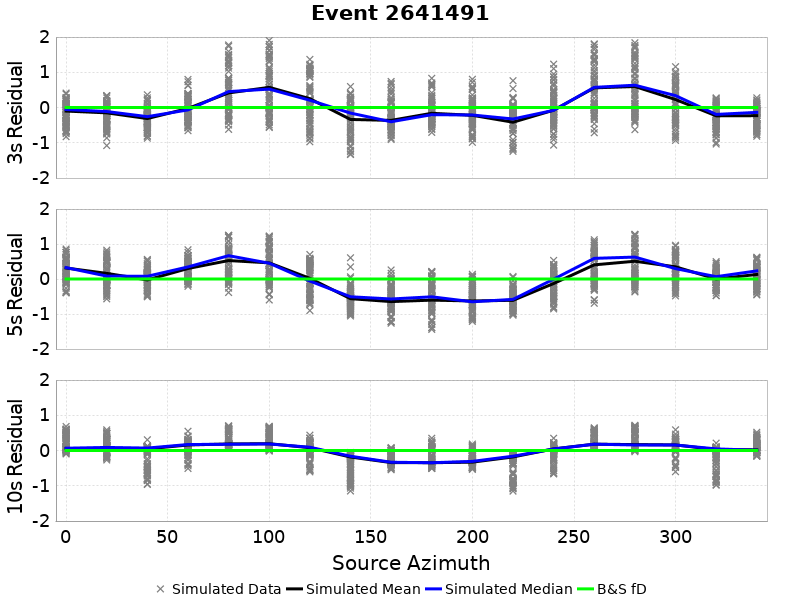 Event 2641491
2
1
0
-1
-2
3s Residual
2
1
0
-1
-2
5s Residual
2
1
0
-1
-2
10s Residual
0 50 100 150 200 250 300
Source Azimuth
Simulated Data Simulated Mean Simulated Median B&S fD